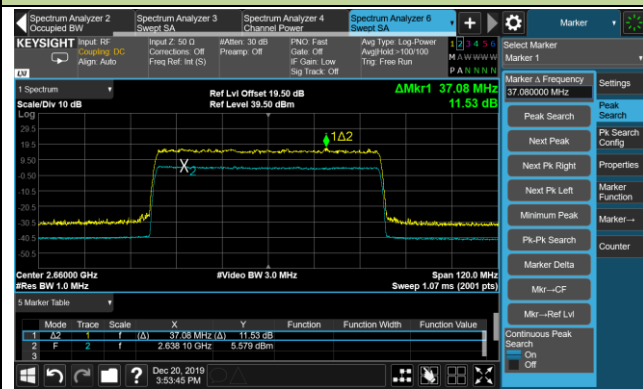 Spectrum Analyzer 2
Occupied BW
Spectrum Analyzer 3
Swept SA
Spectrum Analyzer 4
Channel Power
Spectrum Analyzer 6
Swept SA
Marker
KEYSIGHT
Input: RF
Coupling: DC
Align: Auto
Input Z: 50 Ω
Corrections: Off
Freq Ref: Int (S)
#Atten: 30 dB
Preamp: Off
PNO: Fast
Gate: Off
IF Gain: Low
Sig Track: Off
Avg Type: Log-Power
Avg|Hold:>100/100
Trig: Free Run
1 2 3 4 5 6
M A W W W W
P A N N N N
LXI
Select Marker
Marker 1
Marker Δ Frequency
37.080000 MHz
Settings
Peak Search
Next Peak
Next Pk Right
Next Pk Left
Minimum Peak
Pk-Pk Search
Marker Delta
Mkr→CF
Mkr→Ref Lvl
Continuous Peak Search
On
Off
Peak Search
Pk Search Config
Properties
Marker Function
Marker→
Counter
1 Spectrum
Scale/Div 10 dB
Log
Ref Lvl Offset 19.50 dB
Ref Level 39.50 dBm
ΔMkr1 37.08 MHz
11.53 dB
29.5
19.5
9.50
-0.5
-10.5
-20.5
-30.5
-40.5
-50.5
1Δ2
X2
Center 2.66000 GHz
#Res BW 1.0 MHz
#Video BW 3.0 MHz
Span 120.0 MHz
Sweep 1.07 ms (2001 pts)
5 Marker Table
Mode Trace Scale X Y Function Function Width Function Value
1 Δ2 1 f (Δ) 37.08 MHz (Δ) 11.53 dB
2 F 2 f 2.638 10 GHz 5.579 dBm
3
?
Dec 20, 2019
3:53:45 PM